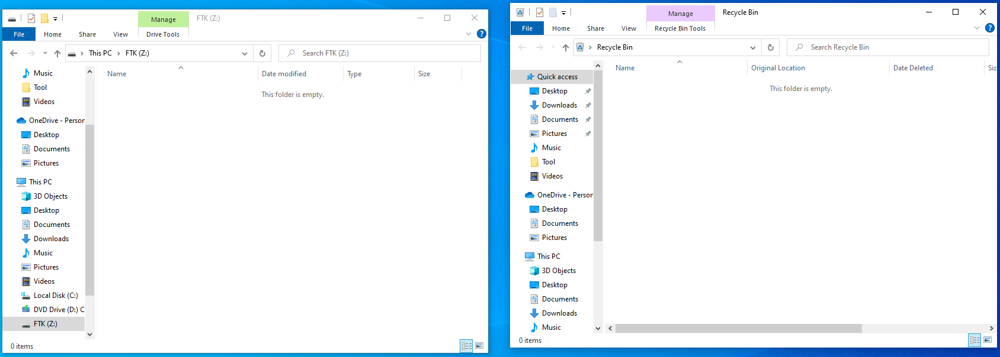 Manage
FTK (Z:)
File
Home
Share
View
Drive Tools
?
This PC
FTK (Z:)
Search FTK (Z:)
Name
Date modified
Type
Size
This folder is empty.
Music
Tool
Videos
OneDrive - Person
Desktop
Documents
Pictures
This PC
3D Objects
Desktop
Documents
Downloads
Music
Pictures
Videos
Local Disk (C:)
DVD Drive (D:) C
FTK (Z:)
0 items
Manage
Recycle Bin
File
Home
Share
View
Recycle Bin Tools
?
Recycle Bin
Search Recycle Bin
Name
Original Location
Date Deleted
Siz
This folder is empty.
Quick access
Desktop
Downloads
Documents
Pictures
Music
Tool
Videos
OneDrive - Person
Desktop
Documents
Pictures
This PC
3D Objects
Desktop
Documents
Downloads
Music
0 items